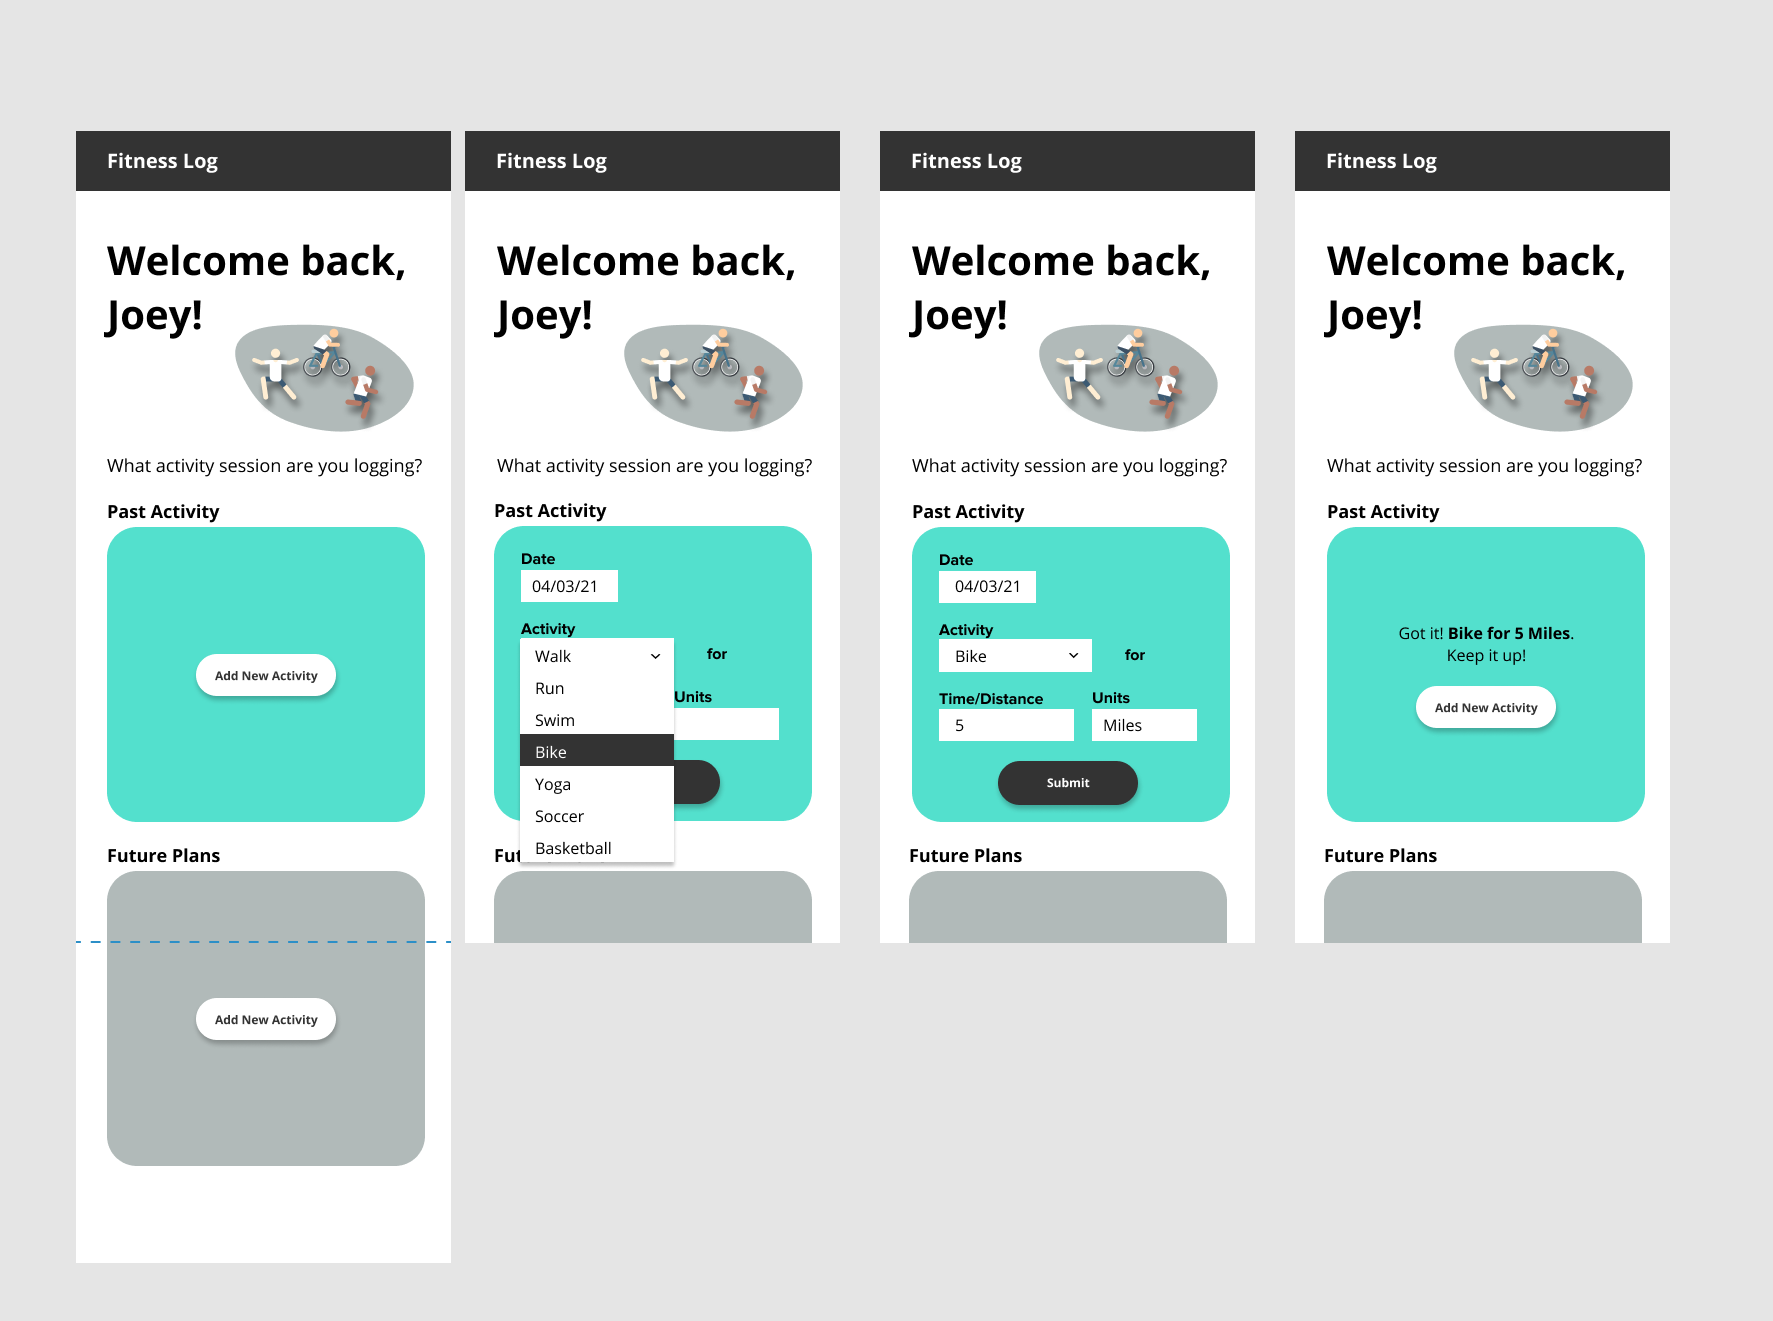 Fitness Log
Welcome back,
Joey!
What activity session are you logging?
Past Activity
Add New Activity
Future Plans
Add New Activity
Fitness Log
Welcome back,
Joey!
What activity session are you logging?
Past Activity
Date
04/03/21
Activity
Walk
for
Run
Units
Swim
Bike
Yoga
Soccer
Basketball
Fitness Log
Welcome back,
Joey!
What activity session are you logging?
Past Activity
Date
04/03/21
Activity
Bike
for
Time/Distance Units
5 Miles
Submit
Future Plans
Fitness Log
Welcome back,
Joey!
What activity session are you logging?
Past Activity
Got it! Bike for 5 Miles.
Keep it up!
Add New Activity
Future Plans